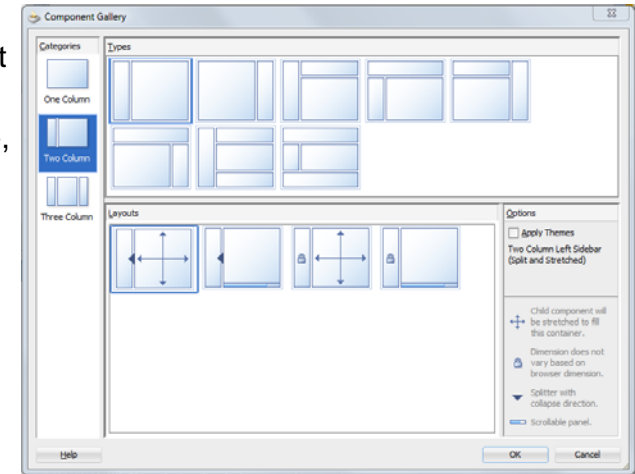 Component Gallery
t
,
Categories
One Column
Two Column
Three Column
Types
Layouts
Options
Apply Themes
Two Column Left Sidebar
(Split and Stretched)
Child component will
be stretched to fill
this container.
Dimension does not
vary based on
browser dimension.
Splitter with
collapse direction.
Scrollable panel.
Help
OK
Cancel